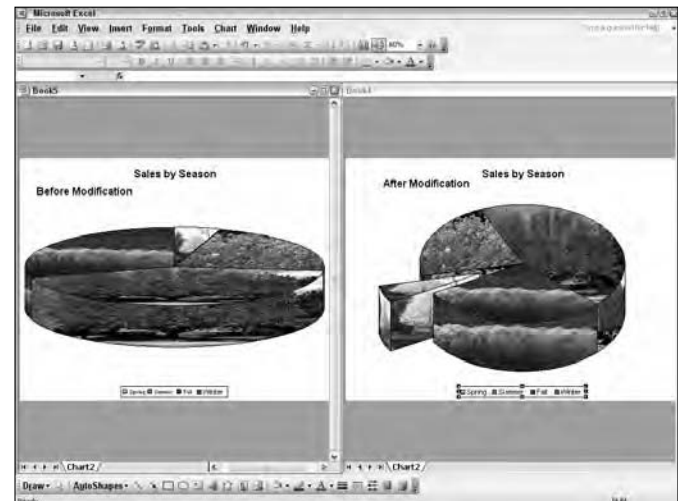 Microsoft Excel
File Edit View Insert Format Tools Chart Window Help
80%
Book5
Sales by Season
Before Modification
Spring Summer Fall Winter
Chart2
Sales by Season
After Modification
Spring Summer Fall Winter
Chart2
Draw AutoShapes